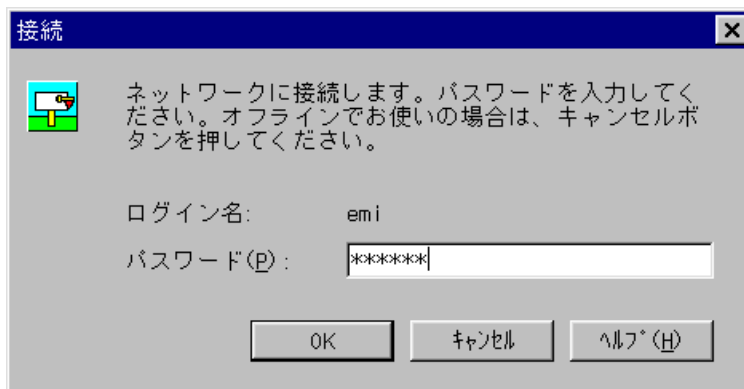 接続
ネットワークに接続します。パスワードを入力してく
ださい。オフラインでお使いの場合は、キャンセルボ
タンを押してください。
ログイン名: emi
パスワード(P): ******
OK ｷｬﾝｾﾙ ﾍﾙﾌﾟ(H)